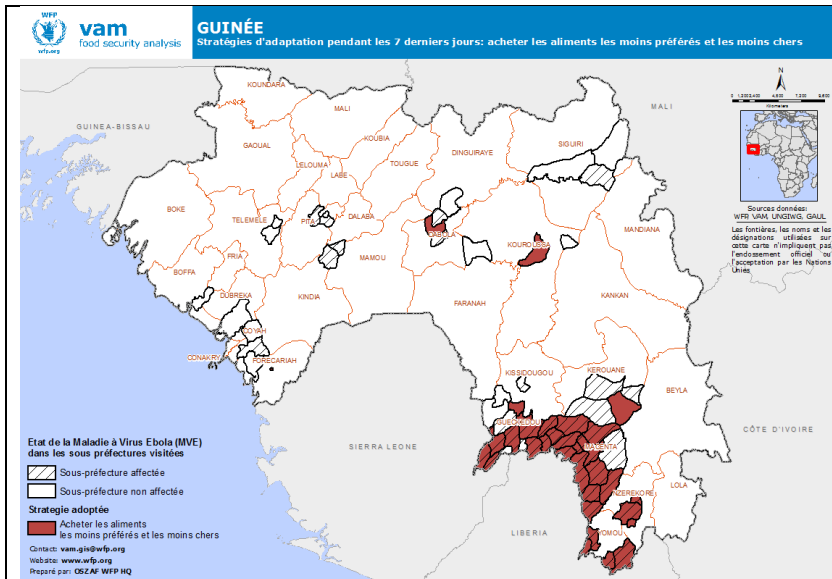 WFP
wfp.org
vam
food security analysis
GUINÉE
Stratégies d'adaptation pendant les 7 derniers jours: acheter les aliments les moins préférés et les moins chers
N
Kilometers
Sources données:
WFR VAM, UNGIWG, GAUL
Les fontières, les noms et les
désignations utilisées sur
cette carte n'impliquent pas
l'endossement officiel ou
l'acceptation par les Nations
Unies
GUINEA-BISSAU
MALI
KOUNDARA
MALI
GAOUAL
KOUBIA
LELOUMA
LABE
TOUGUE
DINGUIRAYE
SIGUIRI
BOKE
TELEMELE
PITA
DALABA
DABOLA
KOUROUSSA
MANDIANA
BOFFA
FRIA
MAMOU
DUBREKA
KINDIA
FARANAH
KANKAN
COYAH
CONAKRY
FORECARIAH
KISSIDOUGOU
KEROUANE
BEYLA
GUECKEDOU
MACENTA
SIERRA LEONE
CÔTE D'IVOIRE
NZEREKORE
LOLA
LIBERIA
YOMOU
Etat de la Maladie à Virus Ebola (MVE)
dans les sous préfectures visitées
Sous-préfecture affectée
Sous-préfecture non affectée
Strategie adoptée
Acheter les aliments
les moins préférés et les moins chers
Contact: vam.gis@wfp.org
Website: www.wfp.org
Preparé par: OSZAF WFP HQ